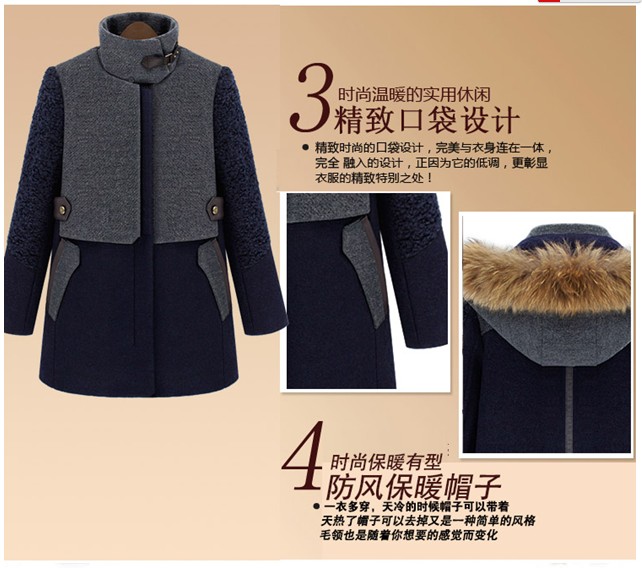 3
时尚温暖的实用休闲
精致口袋设计
● 精致时尚的口袋设计，完美与衣身连在一体，
完全 融入的设计，正因为它的低调，更彰显
衣服的精致特别之处！
4
时尚保暖有型
防风保暖帽子
● 一衣多穿，天冷的时候帽子可以带着
天热了帽子可以去掉又是一种简单的风格
毛领也是随着你想要的感觉而变化